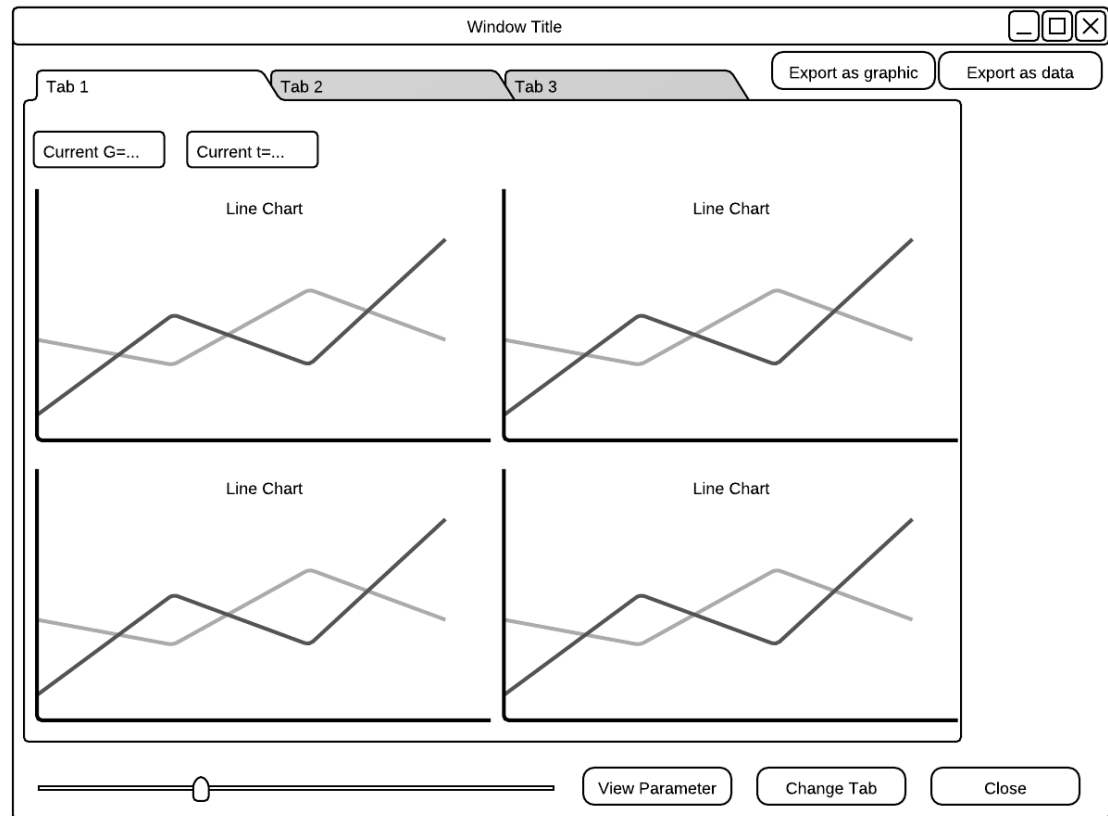 Window Title
Export as graphic
Export as data
Tab 1
Tab 2
Tab 3
Current G=...
Current t=...
Line Chart
Line Chart
Line Chart
Line Chart
View Parameter
Change Tab
Close